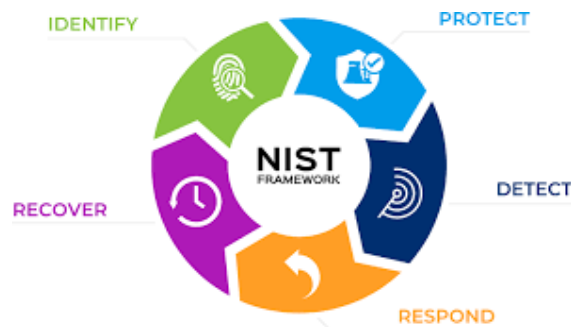 IDENTIFY
PROTECT
NIST
FRAMEWORK
DETECT
RECOVER
RESPOND